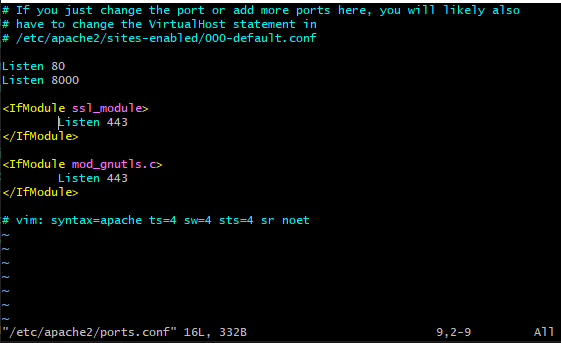 # If you just change the port or add more ports here, you will likely also
# have to change the VirtualHost statement in
# /etc/apache2/sites-enabled/000-default.conf
Listen 80
Listen 8000
<IfModule ssl_module>
Listen 443
</IfModule>
<IfModule mod_gnutls.c>
Listen 443
</IfModule>
# vim: syntax=apache ts=4 sw=4 sts=4 sr noet
~
~
~
~
~
~
~
"/etc/apache2/ports.conf" 16L, 332B 9,2-9 All